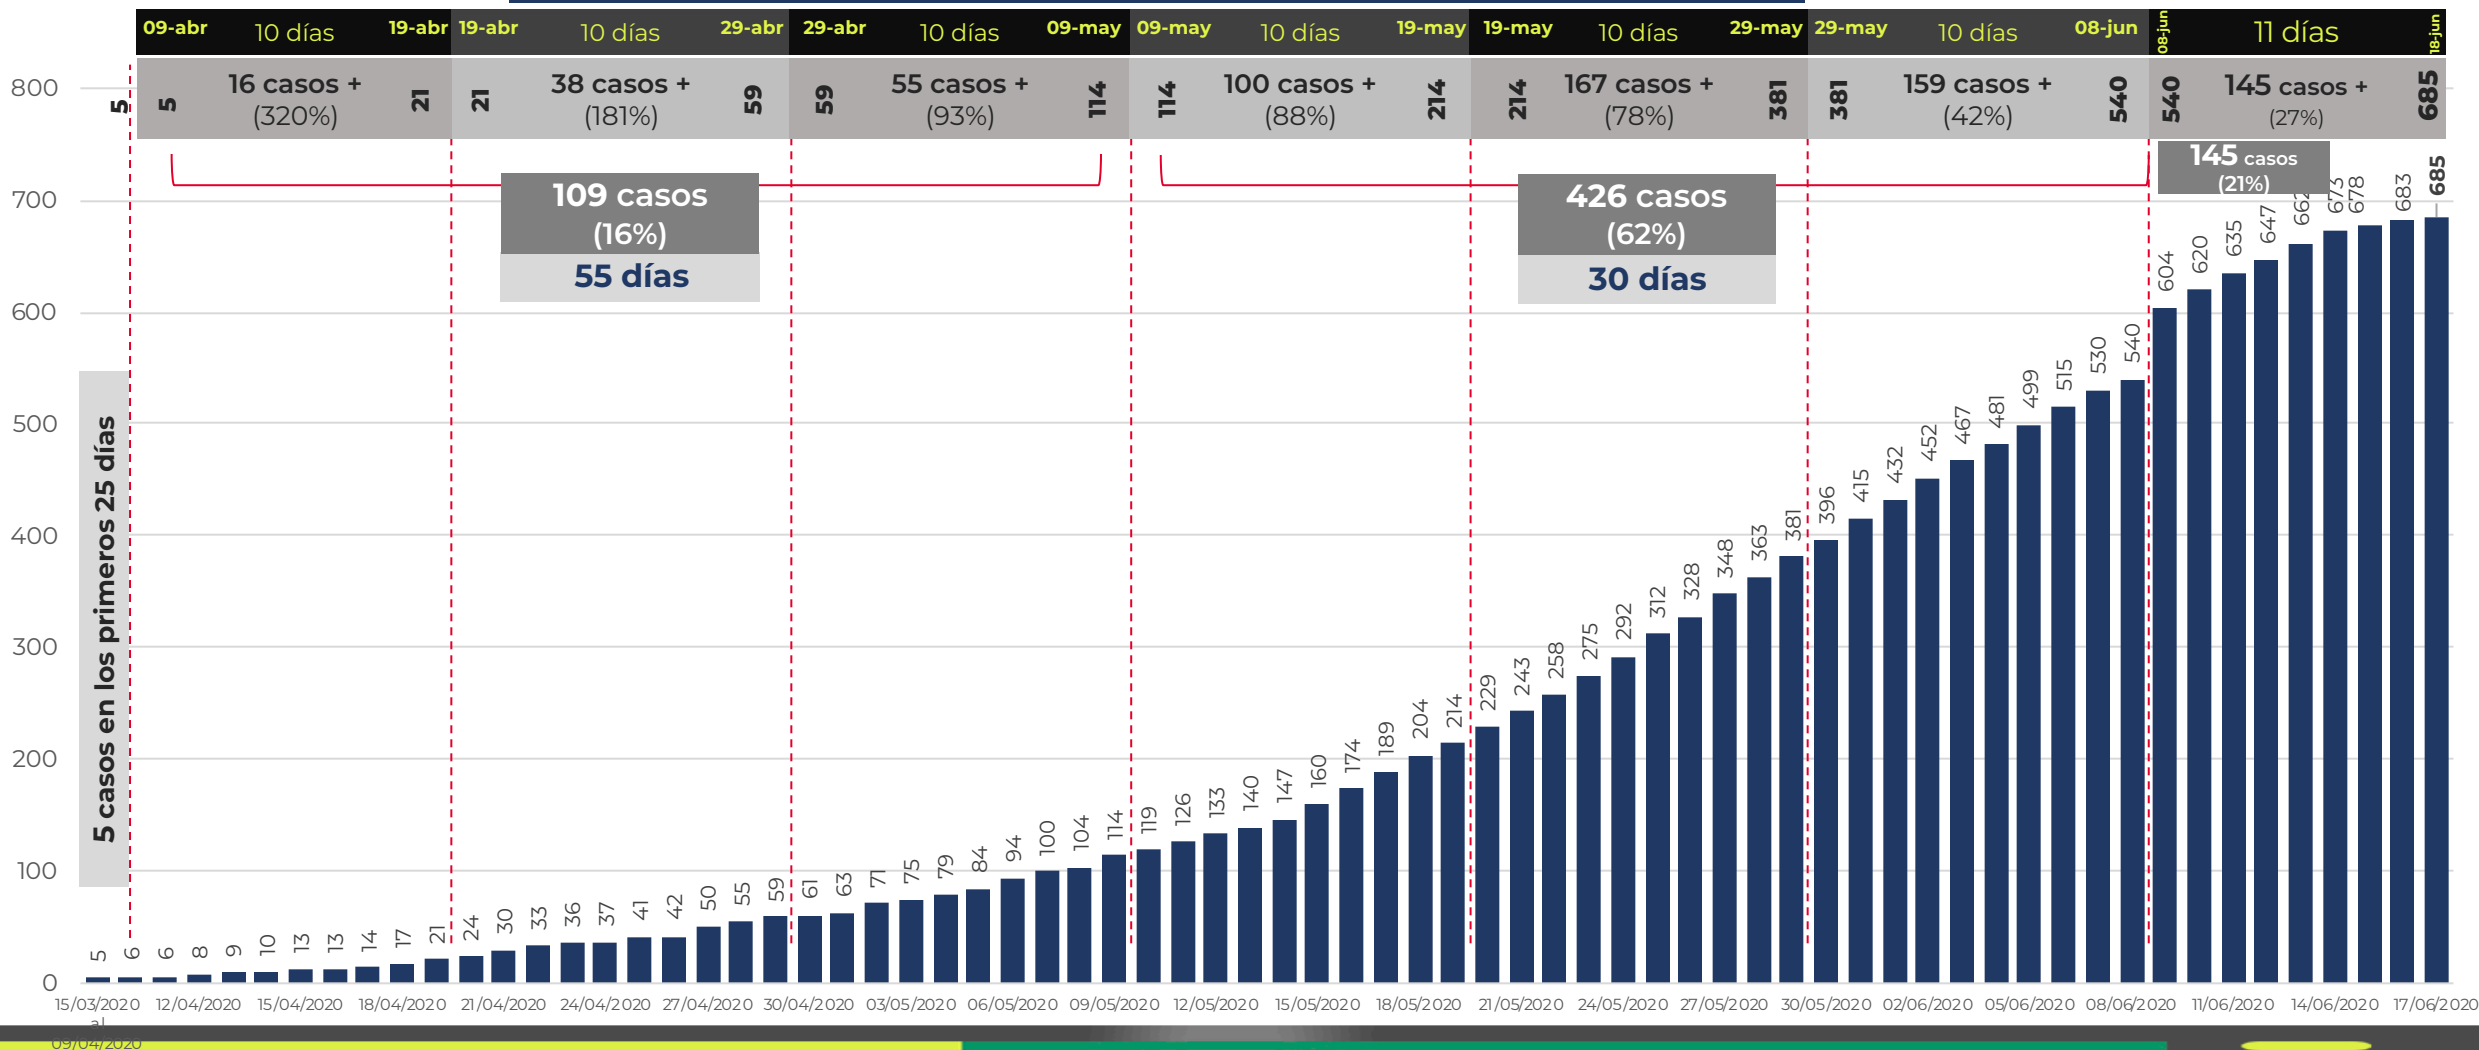 09-abr 10 días 19-abr 19-abr 10 días 29-abr 29-abr 10 días 09-may 09-may 10 días 19-may 19-may 10 días 29-may 29-may 10 días 08-jun 08-jun 11 días 18-jun
5 5 16 casos + 21 21 38 casos + 59 59 55 casos + 114 114 100 casos + 214 214 167 casos + 381 381 159 casos + 540 540 145 casos + 685
(320%) (181%) (93%) (88%) (78%) (42%) (27%)
109 casos
(16%)
55 días
426 casos
(62%)
30 días
145 casos
(21%)
800
700
600
500
400
300
200
100
0
5 casos en los primeros 25 días
5 6 6 8 9 10 13 13 14 17 21 24 30 33 36 37 41 42 50 55 59 61 63 71 75 79 84 94 100 104 114 119 126 133 140 147 160 174 189 204 214 229 243 258 275 292 312 328 348 363 381 396 415 432 452 467 481 499 515 530 540 604 620 635 647 662 673 678 683 685
15/03/2020 12/04/2020 15/04/2020 18/04/2020 21/04/2020 24/04/2020 27/04/2020 30/04/2020 03/05/2020 06/05/2020 09/05/2020 12/05/2020 15/05/2020 18/05/2020 21/05/2020 24/05/2020 27/05/2020 30/05/2020 02/06/2020 05/06/2020 08/06/2020 11/06/2020 14/06/2020 17/06/2020
al
09/04/2020